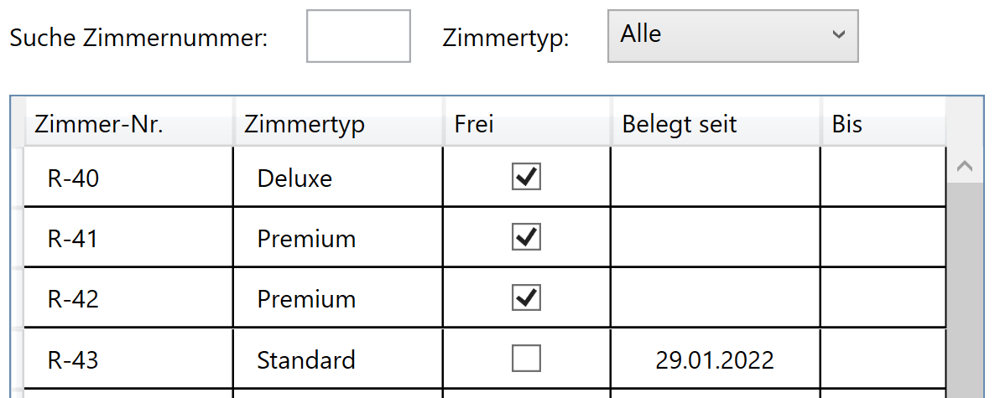 Suche Zimmernummer: Zimmertyp: Alle
Zimmer-Nr. Zimmertyp Frei Belegt seit Bis
R-40 Deluxe
R-41 Premium
R-42 Premium
R-43 Standard 29.01.2022